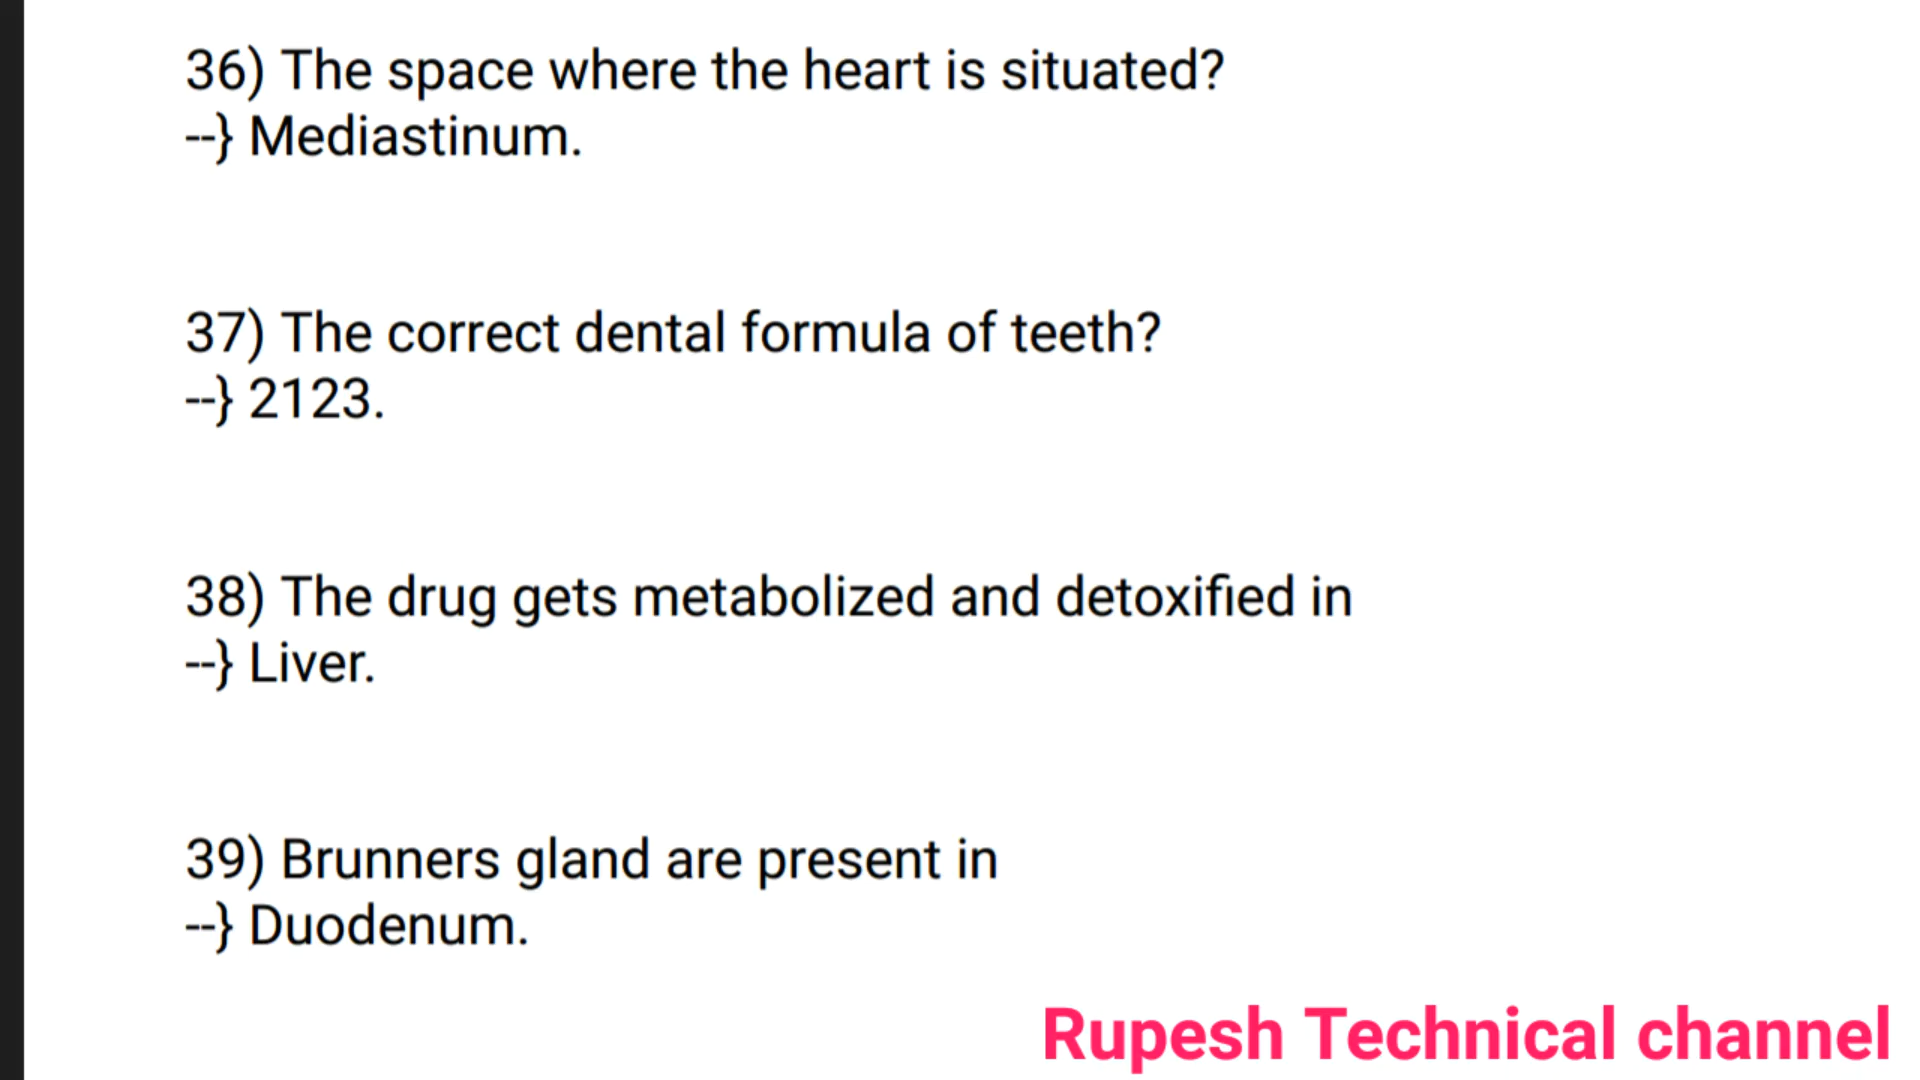 36) The space where the heart is situated?
--} Mediastinum.
37) The correct dental formula of teeth?
--} 2123.
38) The drug gets metabolized and detoxified in
--} Liver.
39) Brunners gland are present in
--} Duodenum.
Rupesh Technical channel